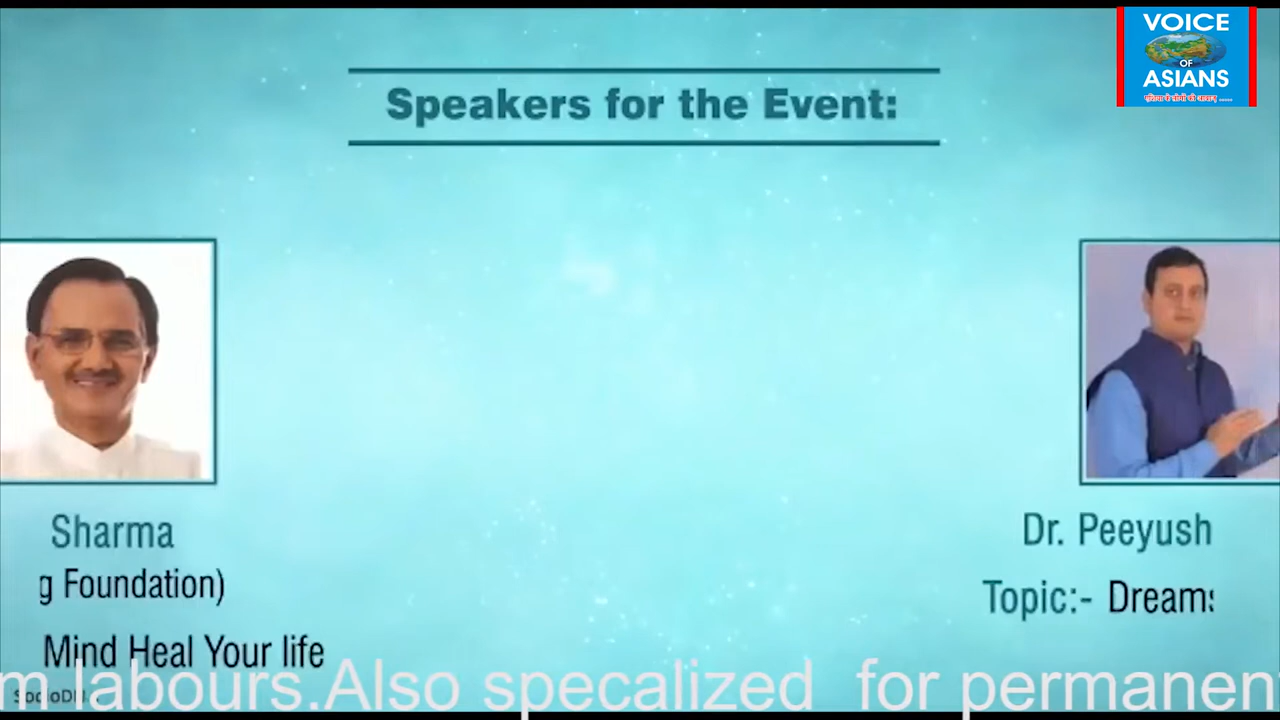 VOICE
OF
ASIANS
Speakers for the Event:
Sharma
g Foundation)
Mind Heal Your life
Dr. Peeyush
Topic:- Dreams
m labours.Also specalized for permanen